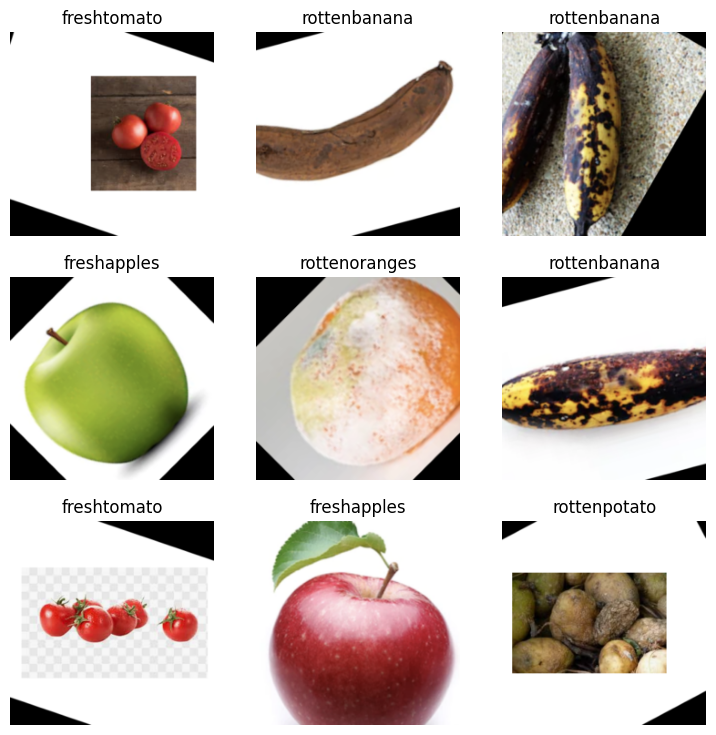 freshtomato
rottenbanana
rottenbanana
freshapples
rottenoranges
rottenbanana
freshtomato
freshapples
rottenpotato